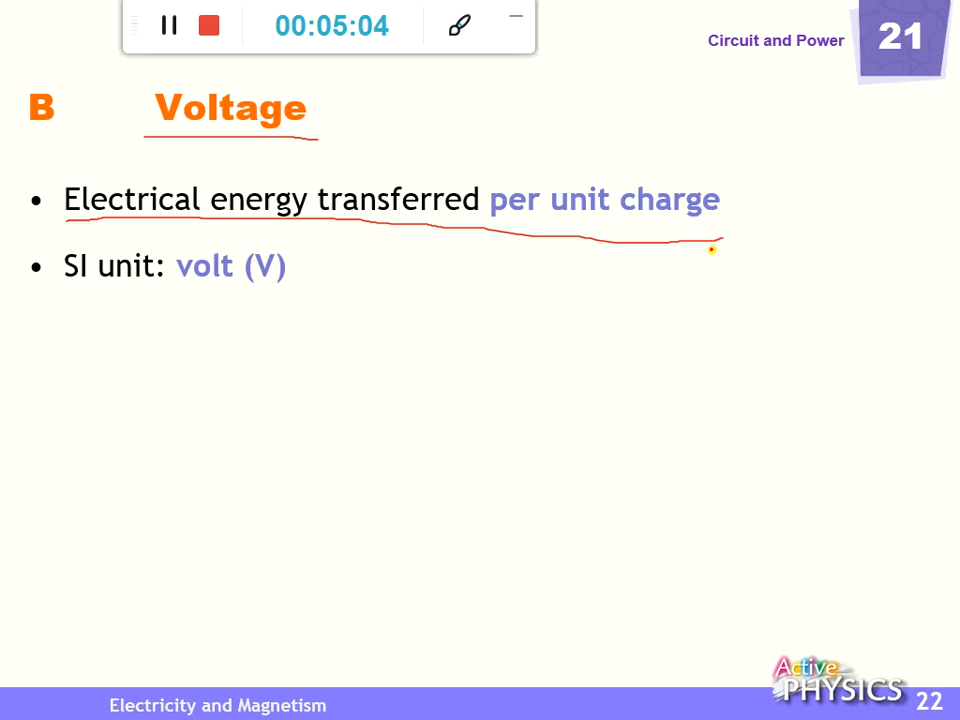 00:05:04
Circuit and Power
21
B Voltage
• Electrical energy transferred per unit charge
• SI unit: volt (V)
Active
PHYSICS
Electricity and Magnetism
22